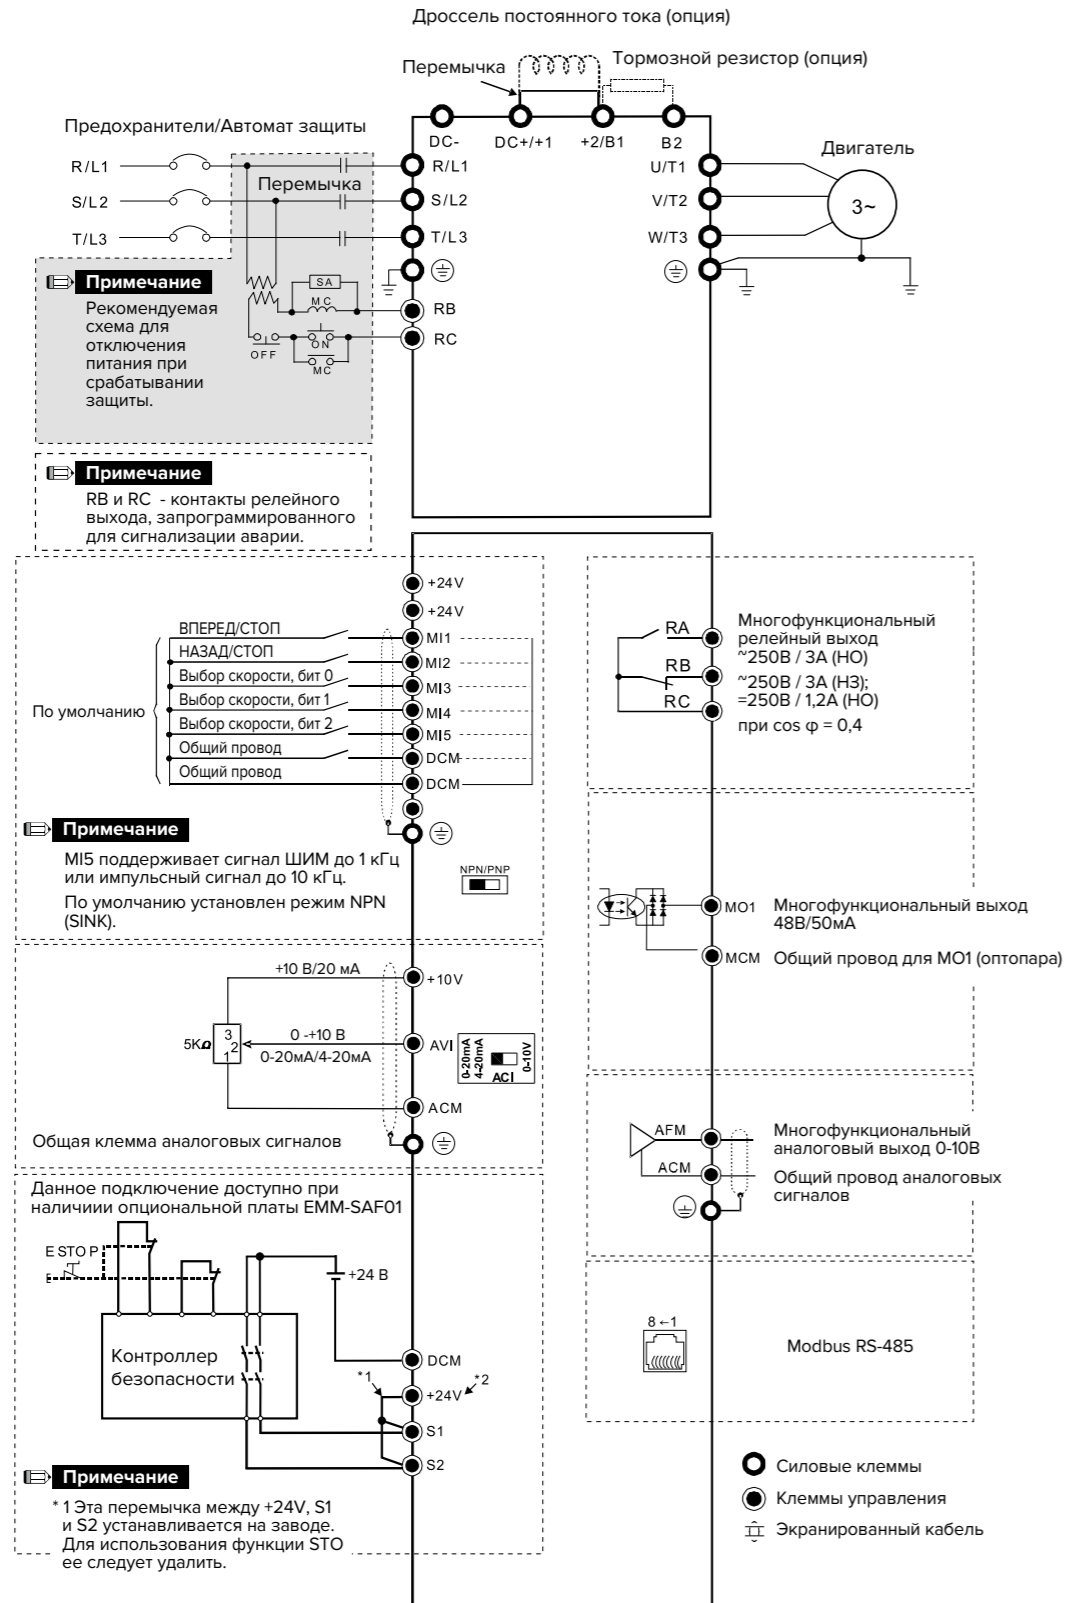 Дроссель постоянного тока (опция)
Перемычка
Тормозной резистор (опция)
Предохранители/Автомат защиты
DC-
DC+/+1
+2/B1
B2
R/L1
Перемычка
R/L1
U/T1
Двигатель
S/L2
S/L2
V/T2
3~
T/L3
T/L3
W/T3
Примечание
Рекомендуемая
схема для
отключения
питания при
срабатывании
защиты.
SA
MC
RB
OFF
ON
MC
RC
Примечание
RB и RC - контакты релейного
выхода, запрограммированного
для сигнализации аварии.
+24V
+24V
По умолчанию
ВПЕРЕД/СТОП
MI1
НАЗАД/СТОП
MI2
Выбор скорости, бит 0
MI3
Выбор скорости, бит 1
MI4
Выбор скорости, бит 2
MI5
Общий провод
DCM
Общий провод
DCM
Примечание
MI5 поддерживает сигнал ШИМ до 1 кГц
или импульсный сигнал до 10 кГц.
По умолчанию установлен режим NPN
(SINK).
NPN/PNP
RA
RB
RC
Многофункциональный
релейный выход
~250В / 3А (НО)
~250В / 3А (НЗ);
=250В / 1,2А (НО)
при cos φ = 0,4
MO1
Многофункциональный выход
48В/50мА
MCM
Общий провод для МО1 (оптопара)
+10 В/20 мА
+10V
5KΩ
3
2
1
0 -+10 В
0-20мА/4-20мА
AVI
0-20mA
4-20mA
ACI
0-10V
ACM
Общая клемма аналоговых сигналов
AFM
Многофункциональный
аналоговый выход 0-10В
ACM
Общий провод аналоговых
сигналов
Данное подключение доступно при
наличиии опциональной платы EMM-SAF01
E STOP
+24 В
Контроллер
безопасности
DCM
*1
+24V
*2
S1
S2
8←1
Modbus RS-485
Примечание
* 1 Эта перемычка между +24V, S1
и S2 устанавливается на заводе.
Для использования функции STO
ее следует удалить.
Силовые клеммы
Клеммы управления
Экранированный кабель